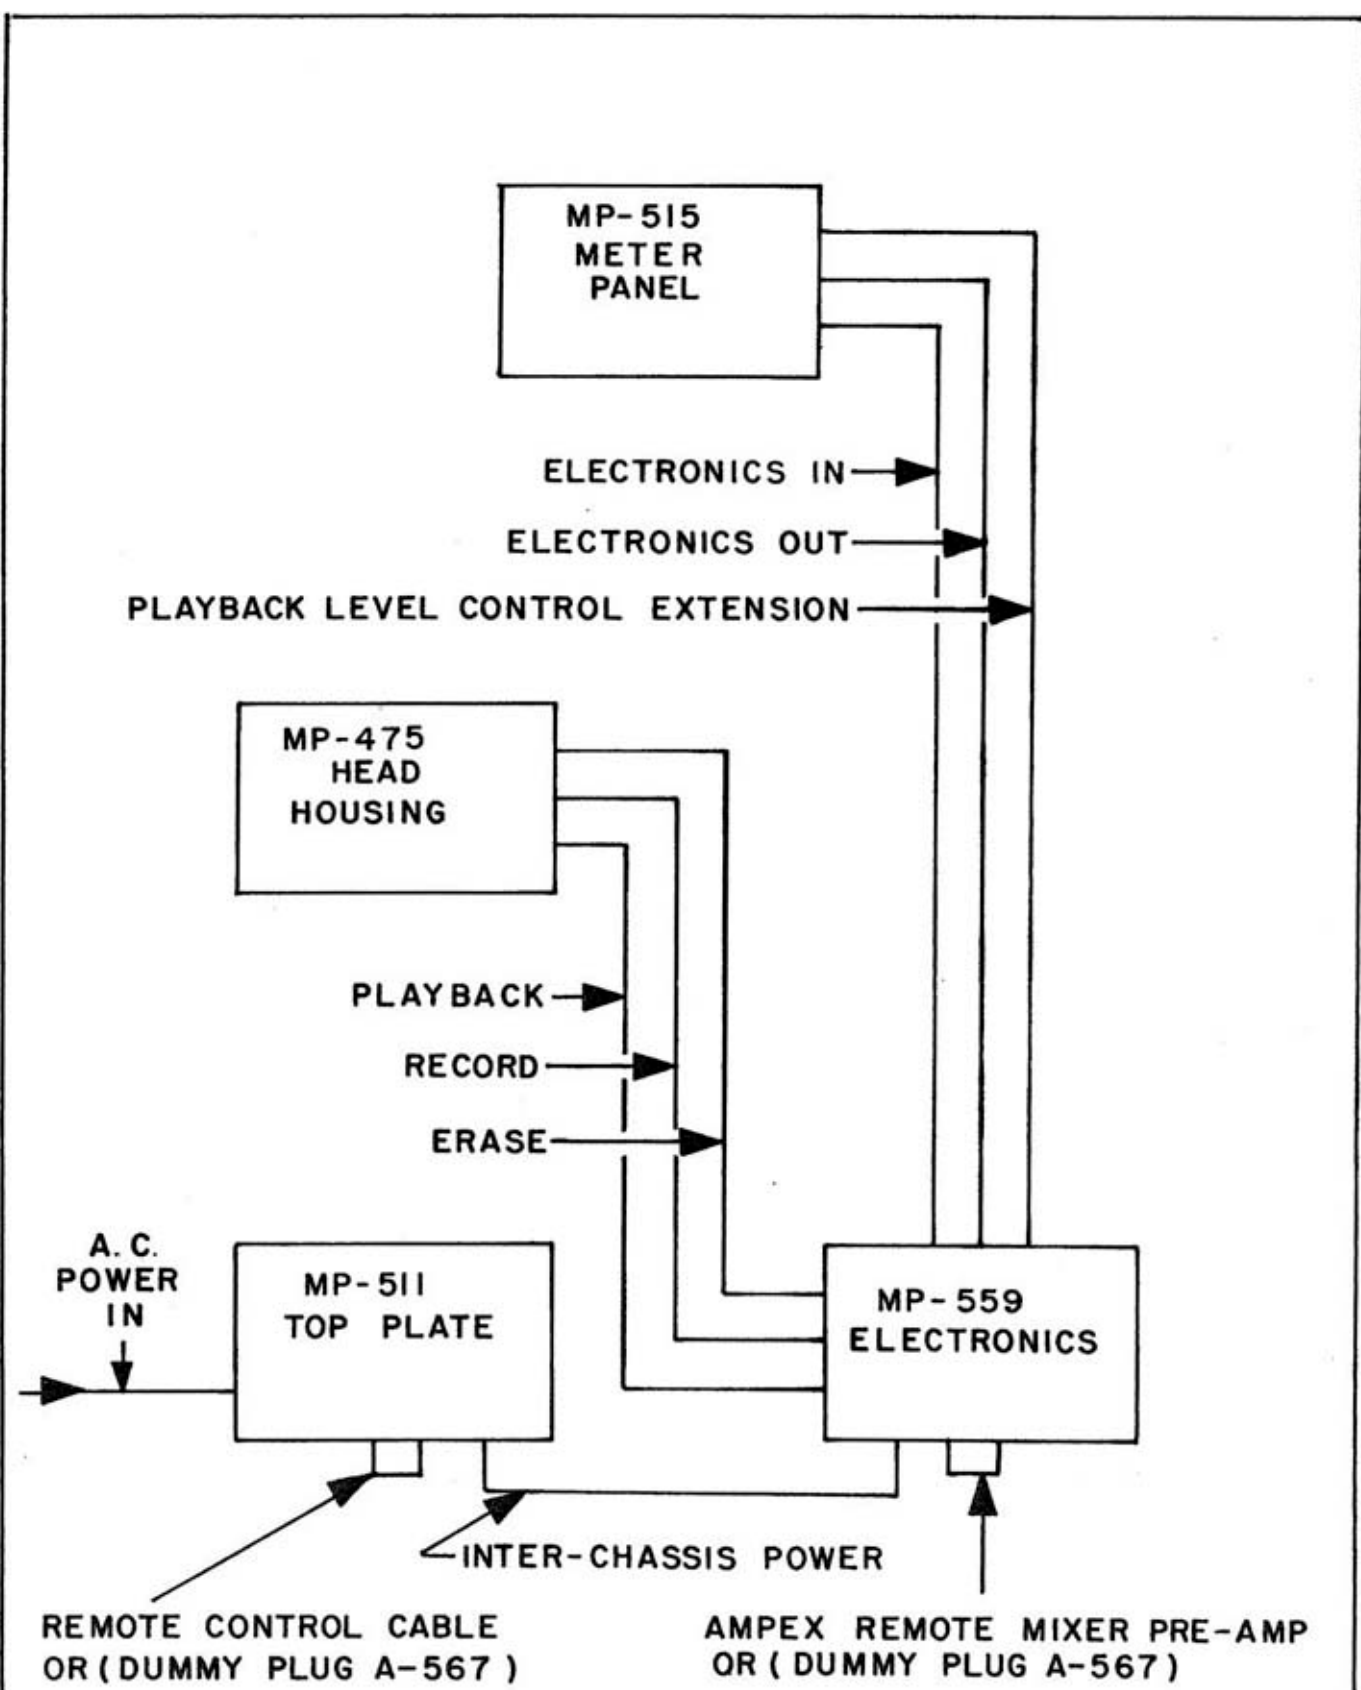 MP-515
METER
PANEL
ELECTRONICS IN
ELECTRONICS OUT
PLAYBACK LEVEL CONTROL EXTENSION
MP-475
HEAD
HOUSING
PLAYBACK
RECORD
ERASE
A.C.
POWER
IN
MP-511
TOP PLATE
MP-559
ELECTRONICS
INTER-CHASSIS POWER
REMOTE CONTROL CABLE
OR (DUMMY PLUG A-567)
AMPEX REMOTE MIXER PRE-AMP
OR (DUMMY PLUG A-567)